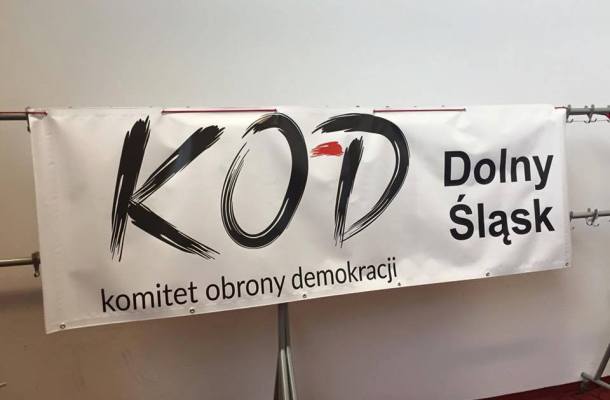 KOD
komitet obrony demokracji
Dolny
Śląsk